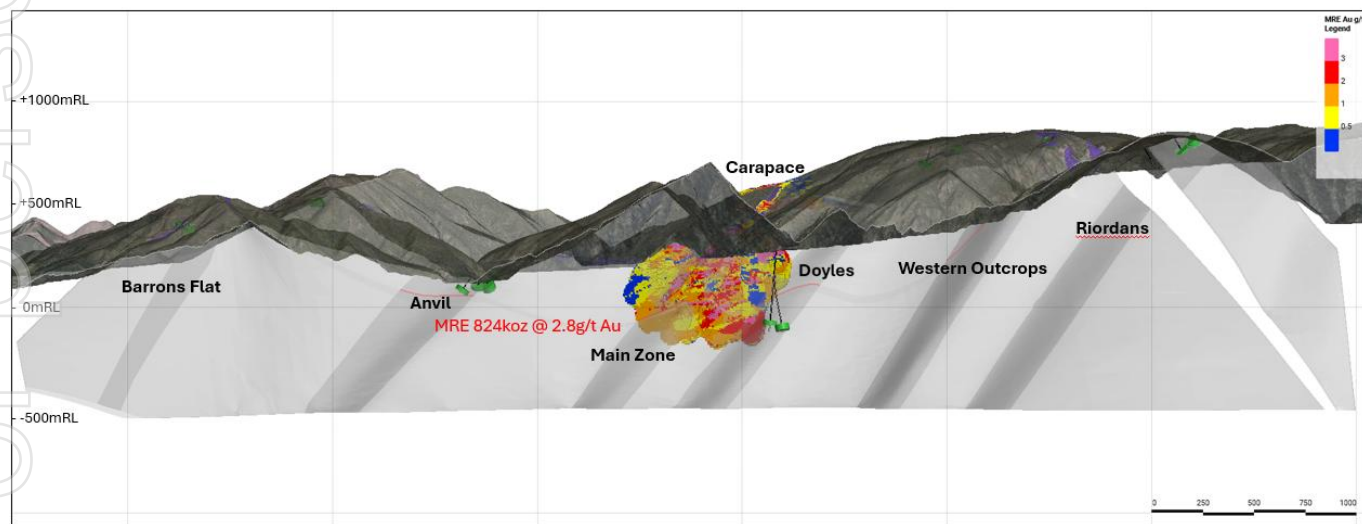 MRE Au g/
Legend
3
2
1
0.5
+1000mRL
Carapace
+500mRL
Riordans
Western Outcrops
Doyles
Barrons Flat
Anvil
0mRL
MRE 824koz @ 2.8g/t Au
Main Zone
-500mRL
0 250 500 750 1000